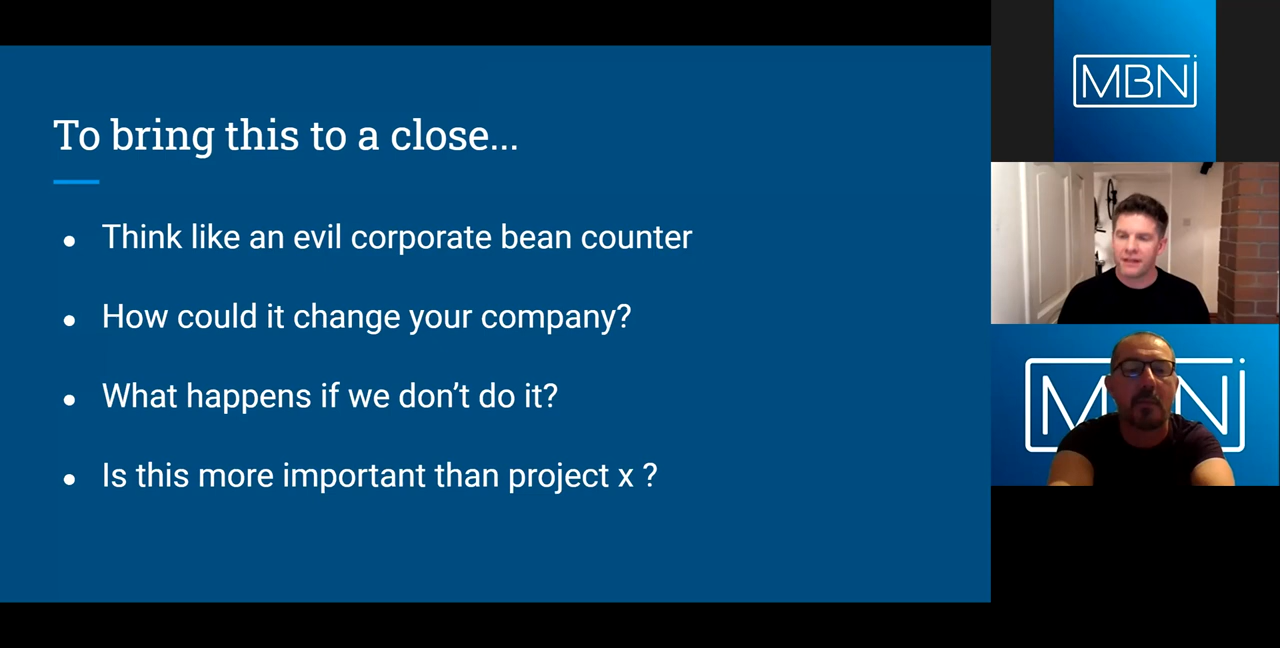 To bring this to a close...
● Think like an evil corporate bean counter
● How could it change your company?
● What happens if we don’t do it?
● Is this more important than project x ?
MBN
MBN